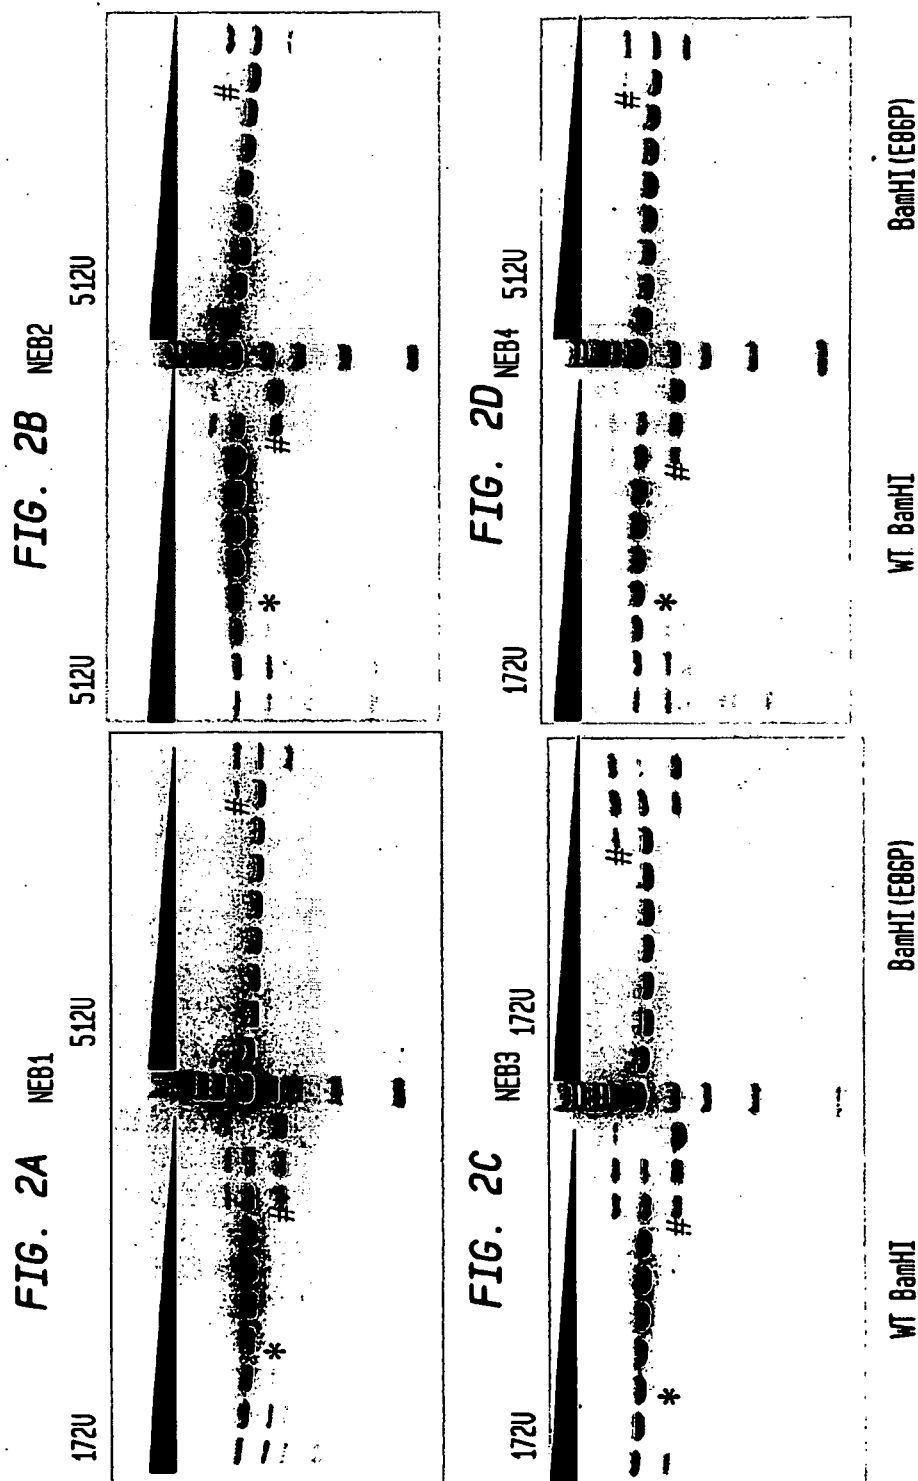 FIG. 2A NEB1
172U 512U
#
* #
FIG. 2B NEB2
512U 512U
#
* #
FIG. 2C NEB3
172U 172U
#
* #
FIG. 2D NEB4
172U 512U
#
* #
WT BamHI BamHI(E86P)
WT BamHI BamHI(E86P)